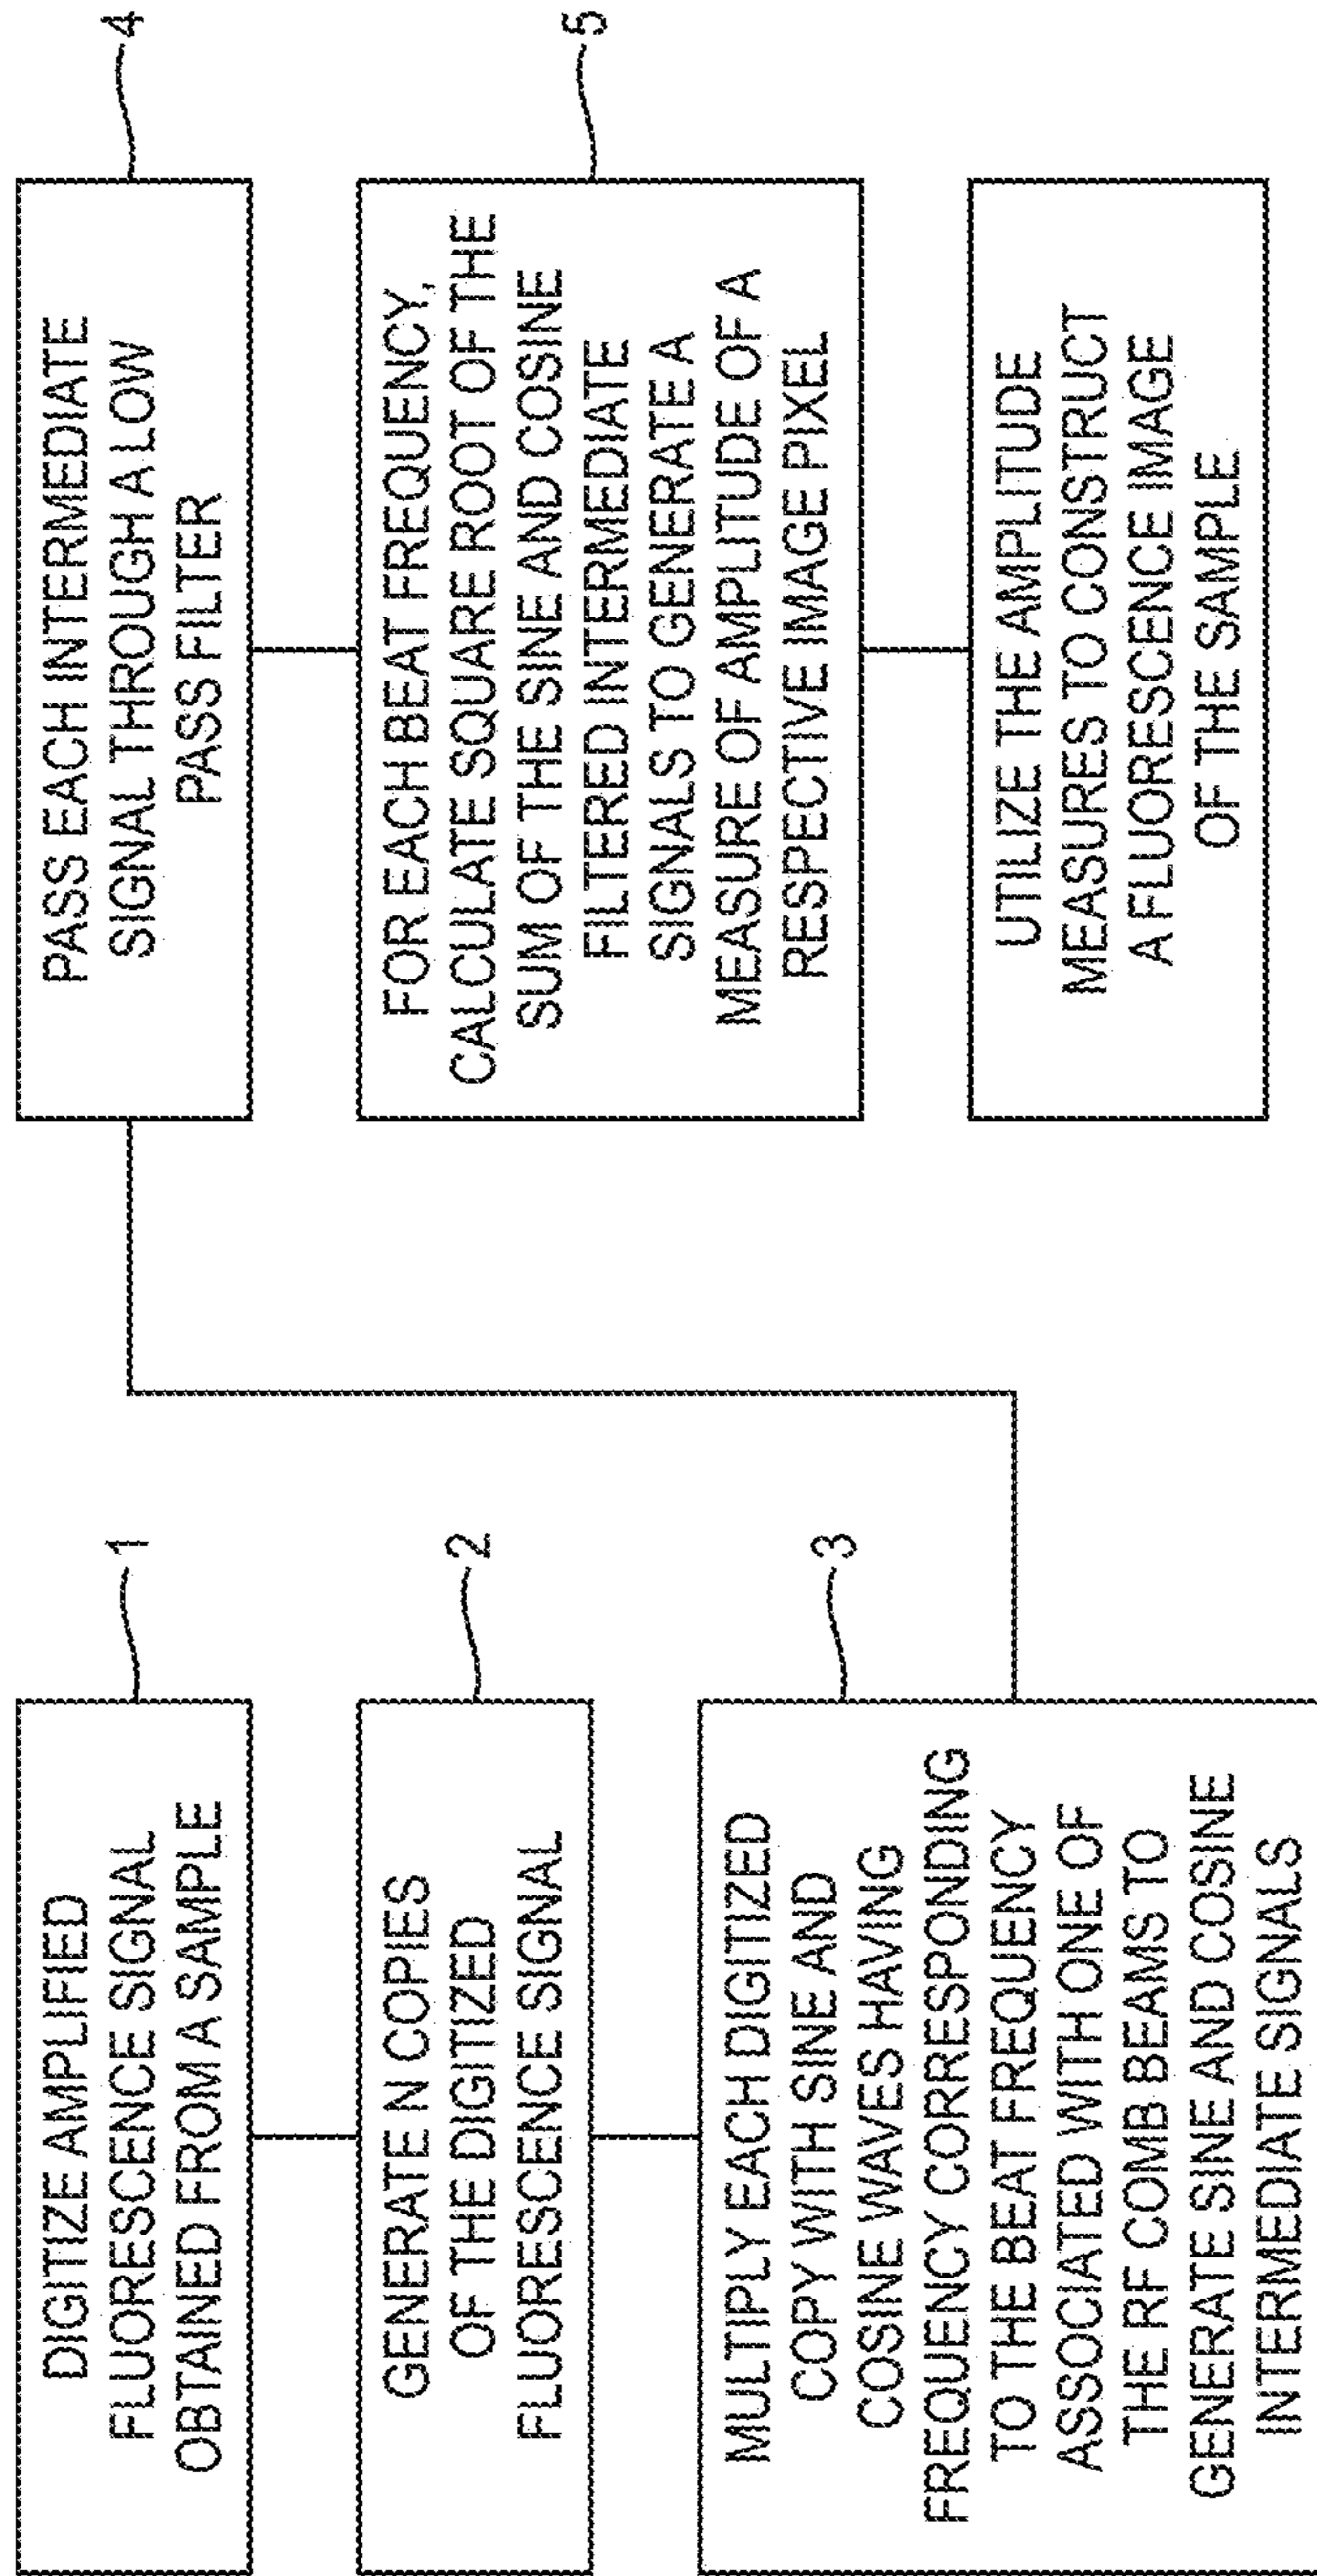 DIGITIZE AMPLIFIED
FLUORESCENCE SIGNAL
OBTAINED FROM A SAMPLE
1
GENERATE N COPIES
OF THE DIGITIZED
FLUORESCENCE SIGNAL
2
MULTIPLY EACH DIGITIZED
COPY WITH SINE AND
COSINE WAVES HAVING
FREQUENCY CORRESPONDING
TO THE BEAT FREQUENCY
ASSOCIATED WITH ONE OF
THE RF COMB BEAMS TO
GENERATE SINE AND COSINE
INTERMEDIATE SIGNALS
3
PASS EACH INTERMEDIATE
SIGNAL THROUGH A LOW
PASS FILTER
4
FOR EACH BEAT FREQUENCY,
CALCULATE SQUARE ROOT OF THE
SUM OF THE SINE AND COSINE
FILTERED INTERMEDIATE
SIGNALS TO GENERATE A
MEASURE OF AMPLITUDE OF A
RESPECTIVE IMAGE PIXEL
5
UTILIZE THE AMPLITUDE
MEASURES TO CONSTRUCT
A FLUORESCENCE IMAGE
OF THE SAMPLE